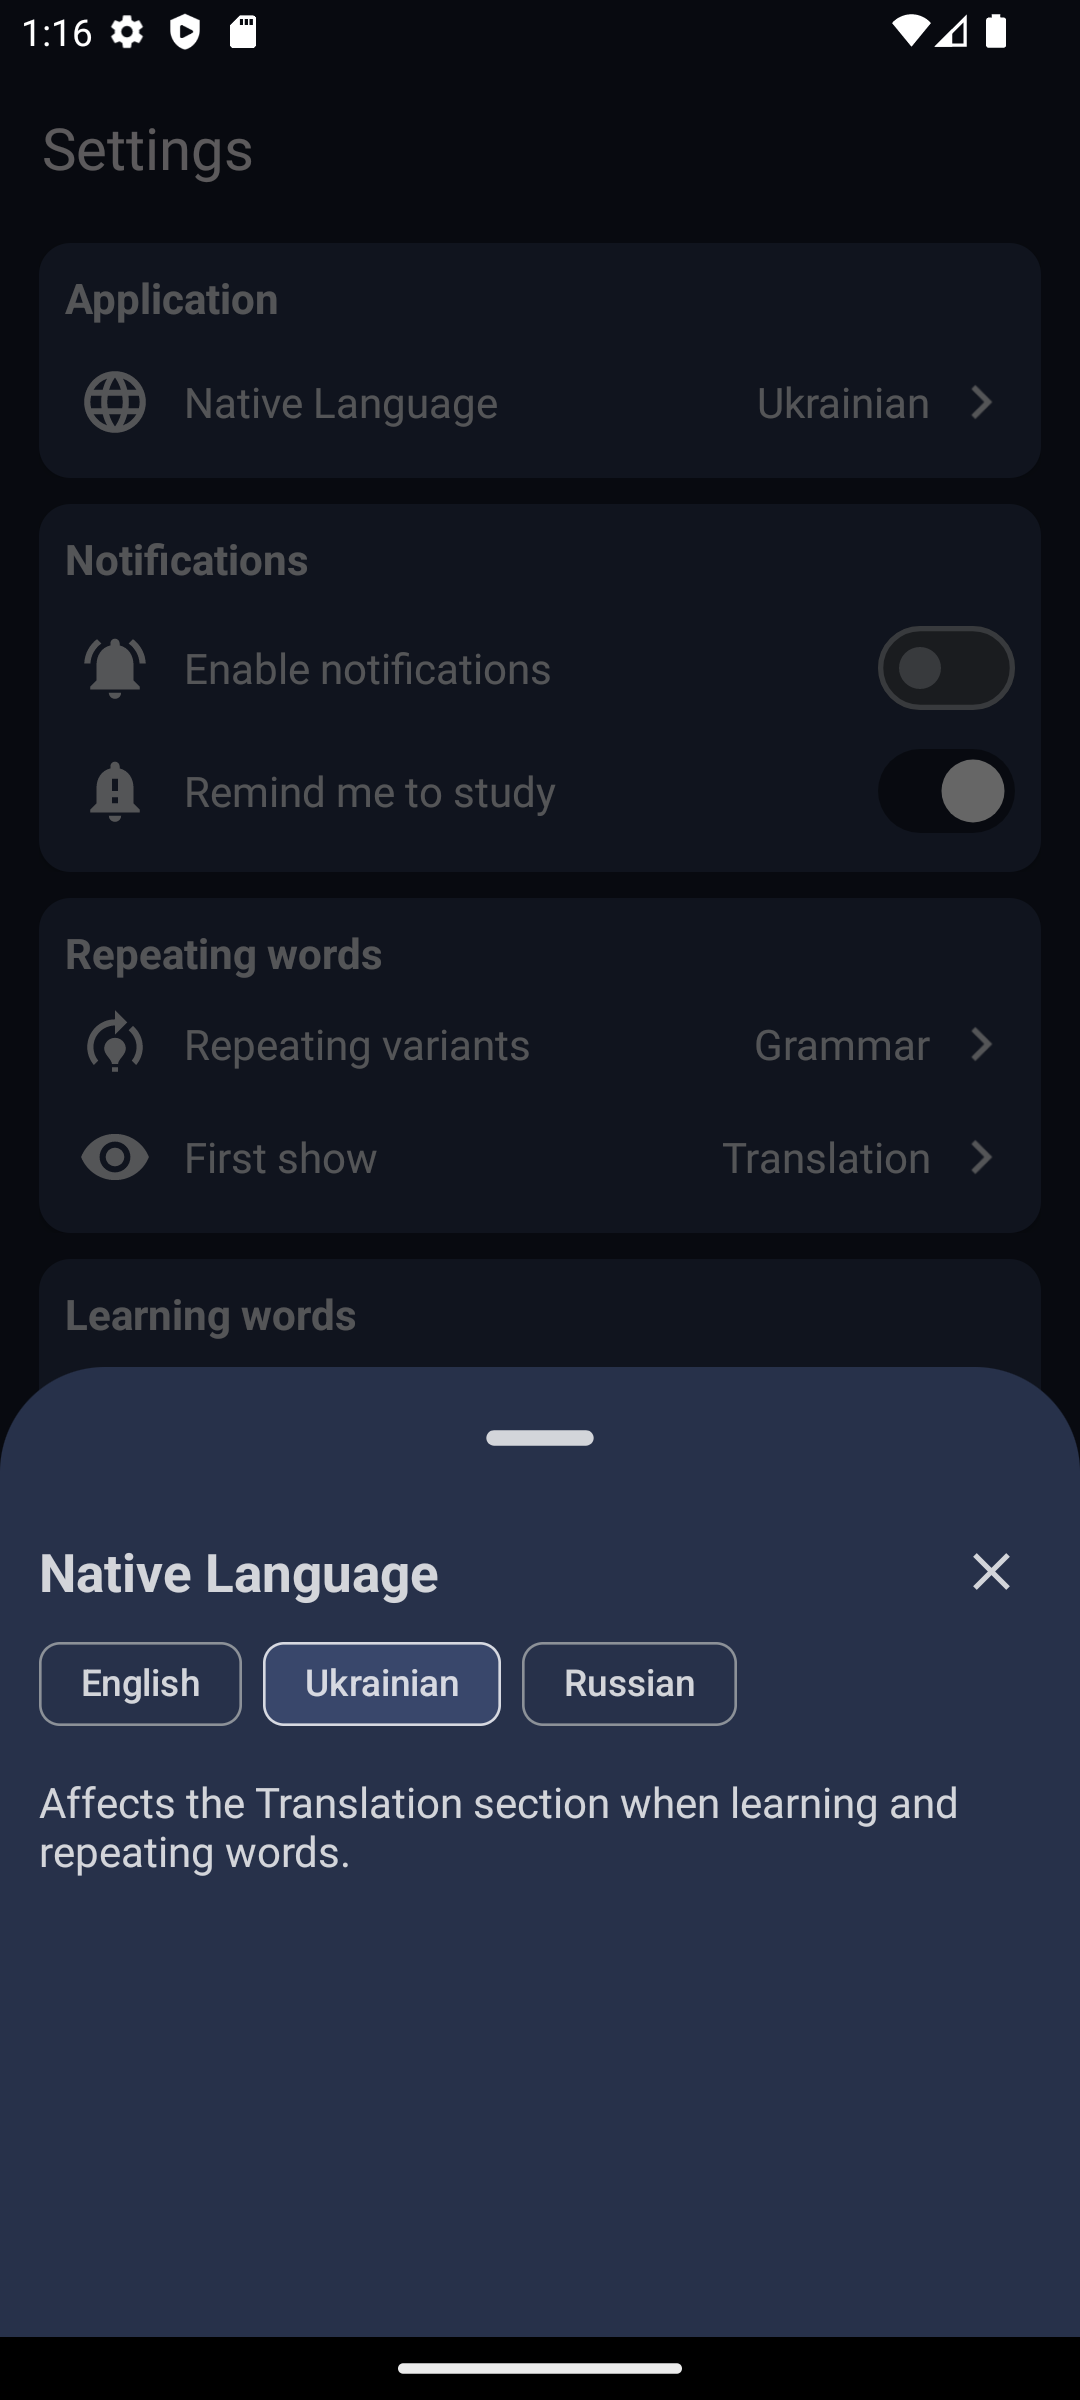 1:16
Settings
Application
Native Language Ukrainian
Notifications
Enable notifications
Remind me to study
Repeating words
Repeating variants Grammar
First show Translation
Learning words
Native Language
English Ukrainian Russian
Affects the Translation section when learning and
repeating words.